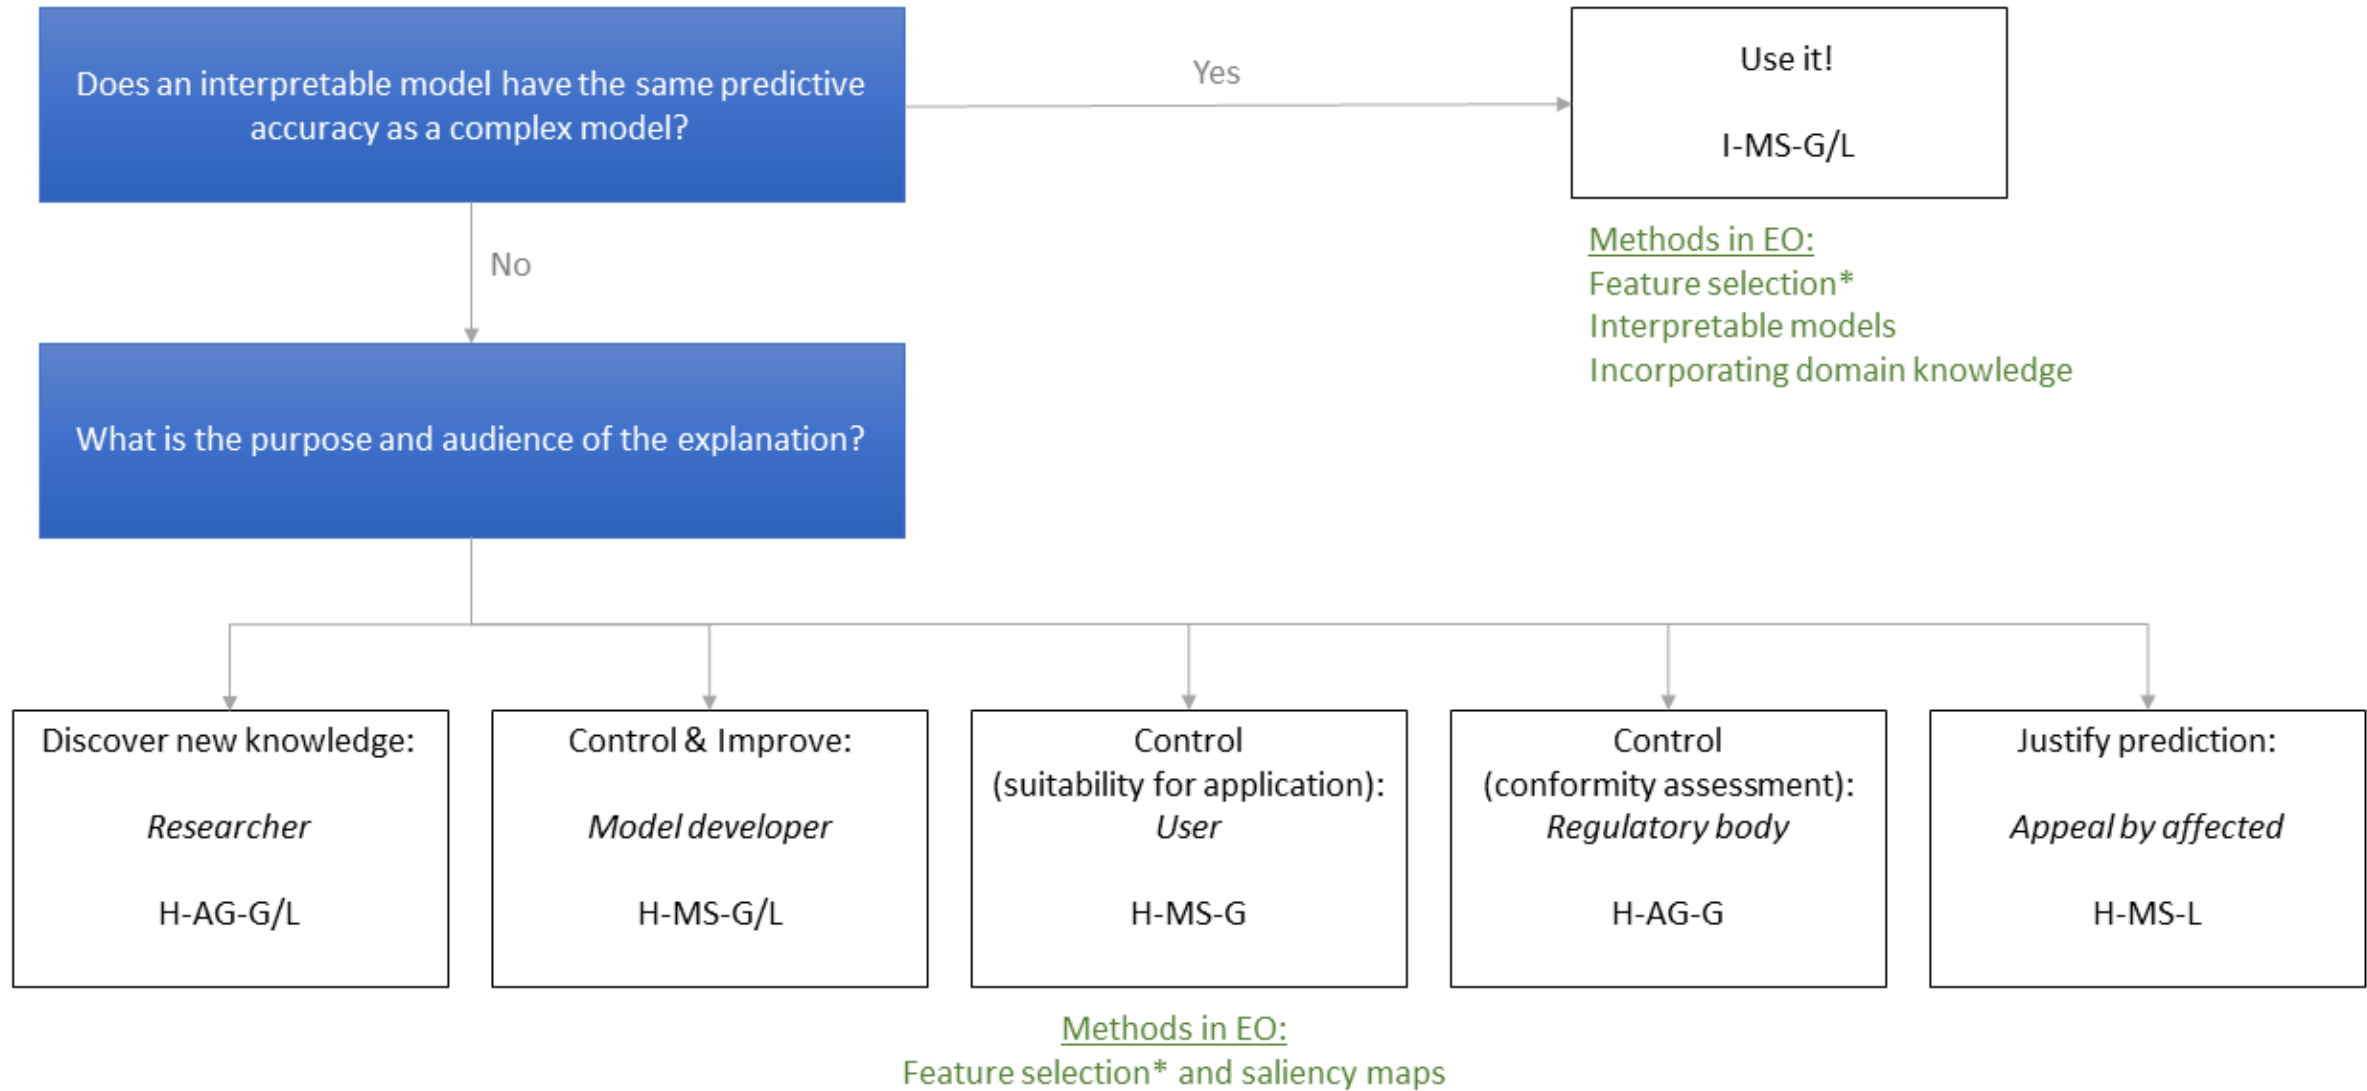 Does an interpretable model have the same predictive
accuracy as a complex model?
Yes
Use it!
I-MS-G/L
Methods in EO:
Feature selection*
Interpretable models
Incorporating domain knowledge
No
What is the purpose and audience of the explanation?
Discover new knowledge:
Researcher
H-AG-G/L
Control & Improve:
Model developer
H-MS-G/L
Control
(suitability for application):
User
H-MS-G
Control
(conformity assessment):
Regulatory body
H-AG-G
Justify prediction:
Appeal by affected
H-MS-L
Methods in EO:
Feature selection* and saliency maps